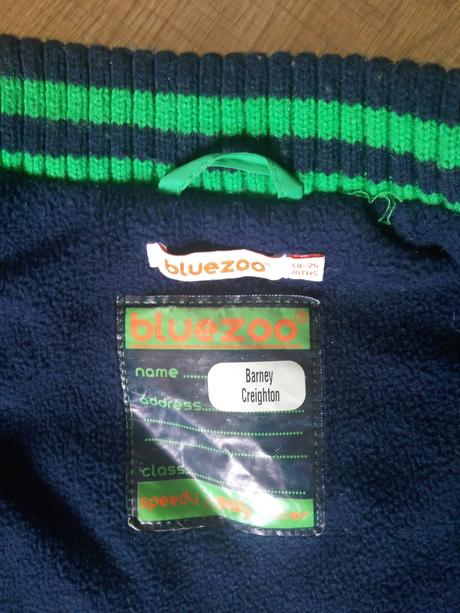 bluezoo
18-24
MTHS
bluezoo
name
Barney
Creighton
address
class
speedy